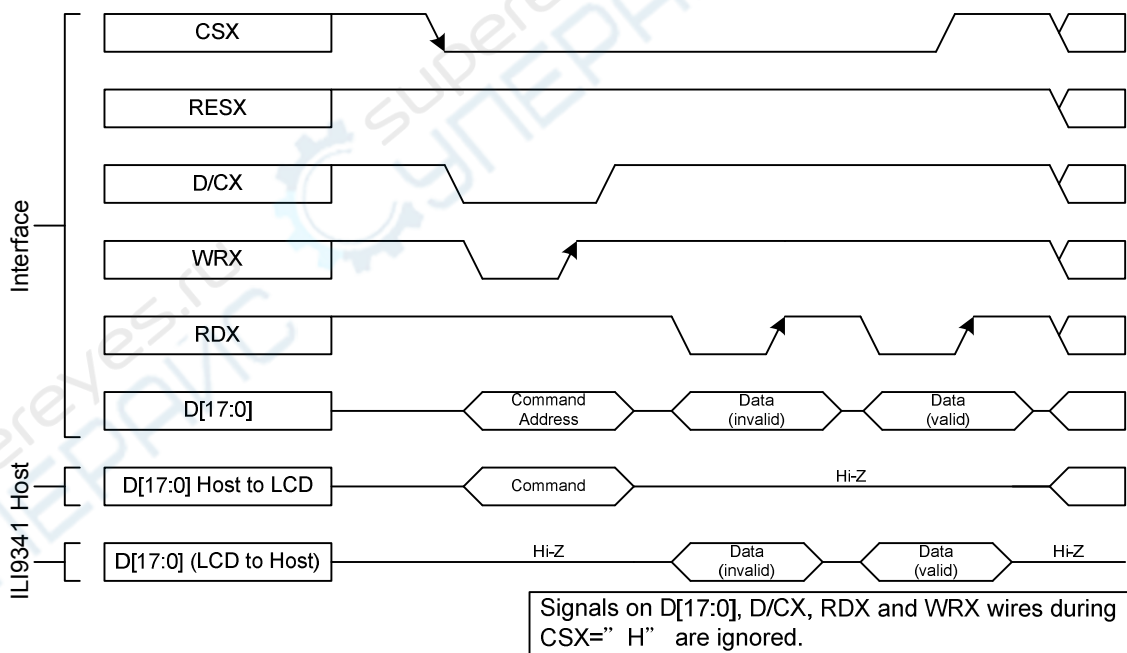 CSX
RESX
D/CX
WRX
RDX
D[17:0]
Command
Address
Data
(invalid)
Data
(valid)
D[17:0] Host to LCD
Command
Hi-Z
D[17:0] (LCD to Host)
Hi-Z
Data
(invalid)
Data
(valid)
Hi-Z
Interface
Host
ILI9341
Signals on D[17:0], D/CX, RDX and WRX wires during
CSX=” H” are ignored.